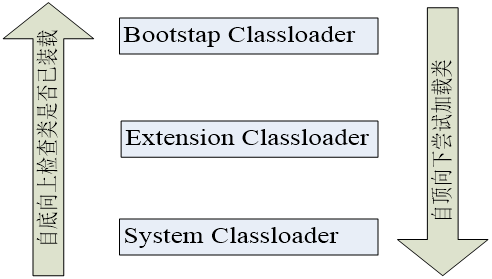 自底向上检查类是否已装载
Bootstap Classloader
Extension Classloader
System Classloader
自顶向下尝试加载类